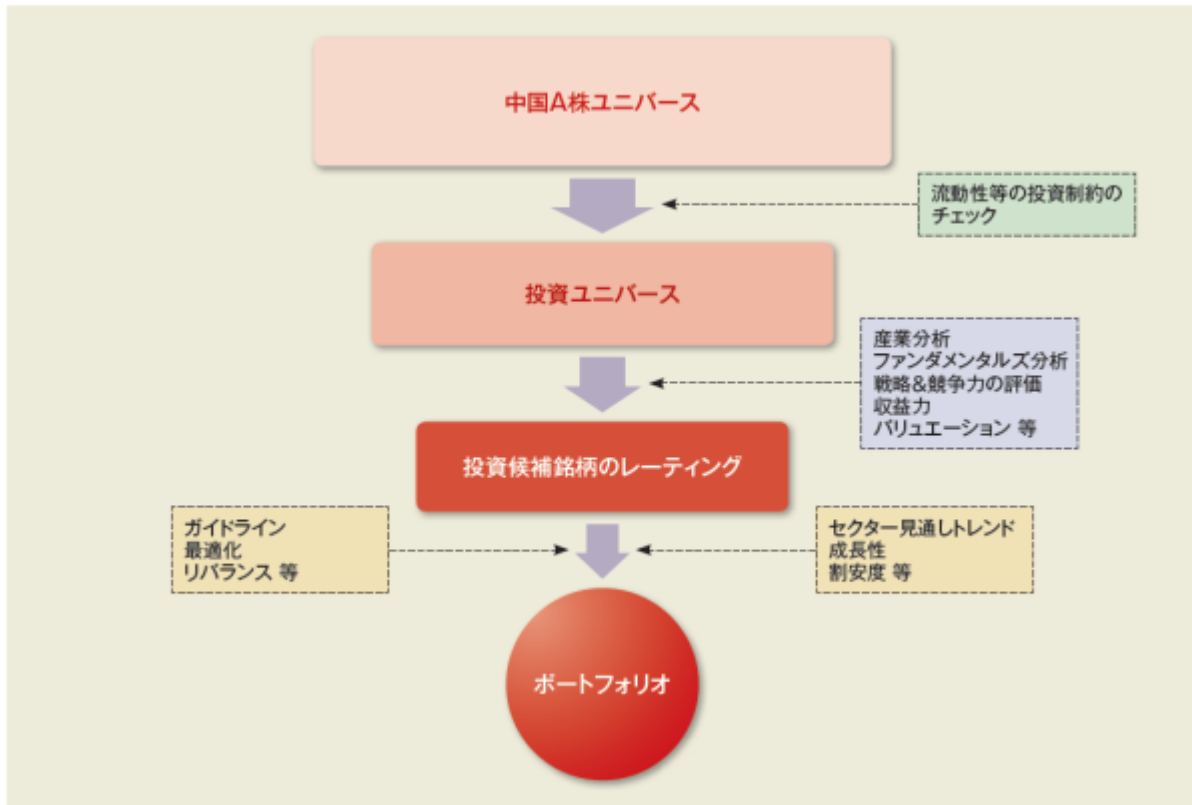 中国A株ユニバース
流動性等の投資制約の
チェック
投資ユニバース
産業分析
ファンダメンタルズ分析
戦略&競争力の評価
収益力
バリュエーション 等
投資候補銘柄のレーティング
ガイドライン
最適化
リバランス 等
セクター見通しトレンド
成長性
割安度 等
ポートフォリオ